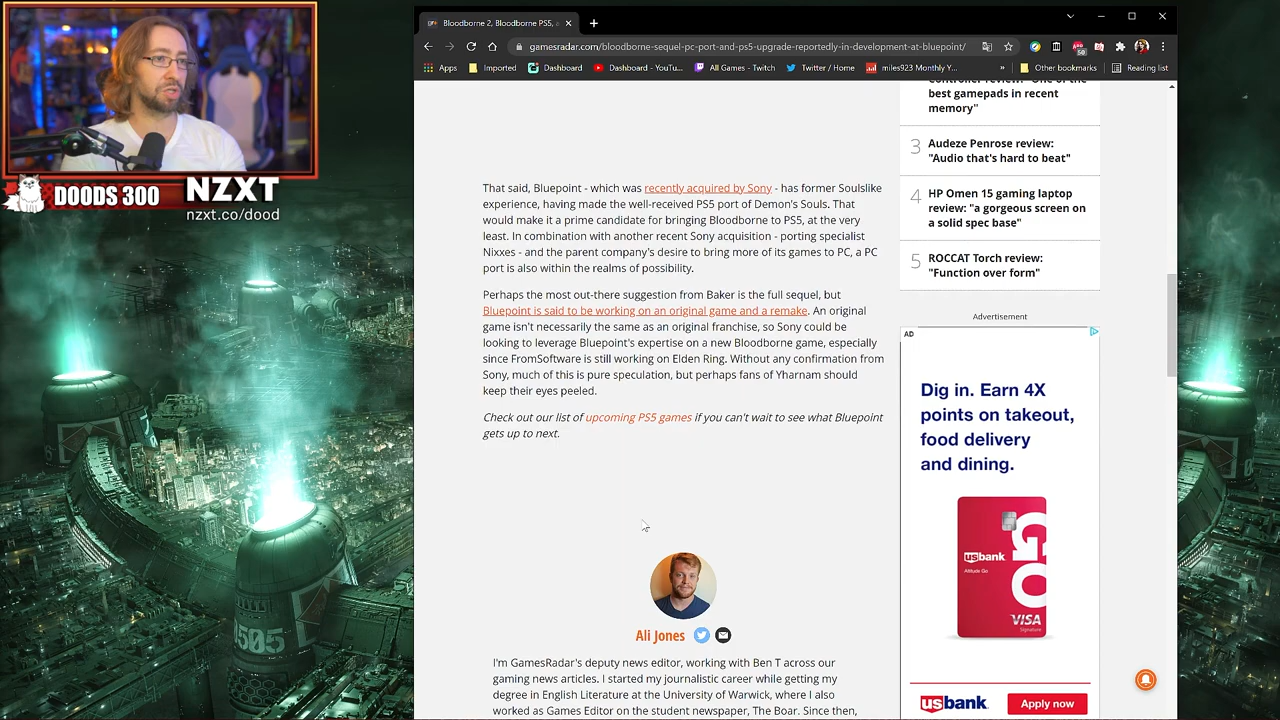 Bloodborne 2, Bloodborne PS5, a
gamesradar.com/bloodborne-sequel-pc-port-and-ps5-upgrade-reportedly-in-development-at-bluepoint/
Apps
Imported
Dashboard
Dashboard - YouTu...
All Games - Twitch
Twitter / Home
miles923 Monthly Y...
»
Other bookmarks
Reading list
DOODS 300
NZXT
nzxt.co/dood
That said, Bluepoint - which was recently acquired by Sony - has former Soulslike
experience, having made the well-received PS5 port of Demon's Souls. That
would make it a prime candidate for bringing Bloodborne to PS5, at the very
least. In combination with another recent Sony acquisition - porting specialist
Nixxes - and the parent company's desire to bring more of its games to PC, a PC
port is also within the realms of possibility.
Perhaps the most out-there suggestion from Baker is the full sequel, but
Bluepoint is said to be working on an original game and a remake. An original
game isn't necessarily the same as an original franchise, so Sony could be
looking to leverage Bluepoint's expertise on a new Bloodborne game, especially
since FromSoftware is still working on Elden Ring. Without any confirmation from
Sony, much of this is pure speculation, but perhaps fans of Yharnam should
keep their eyes peeled.
Check out our list of upcoming PS5 games if you can't wait to see what Bluepoint
gets up to next.
Ali Jones
I'm GamesRadar's deputy news editor, working with Ben T across our
gaming news articles. I started my journalistic career while getting my
degree in English Literature at the University of Warwick, where I also
worked as Games Editor on the student newspaper, The Boar. Since then,
Controller review: "One of the
best gamepads in recent
memory"
3
Audeze Penrose review:
"Audio that's hard to beat"
4
HP Omen 15 gaming laptop
review: "a gorgeous screen on
a solid spec base"
5
ROCCAT Torch review:
"Function over form"
Advertisement
AD
Dig in. Earn 4X
points on takeout,
food delivery
and dining.
usbank
Altitude Go
GO
VISA
Signature
usbank
Apply now